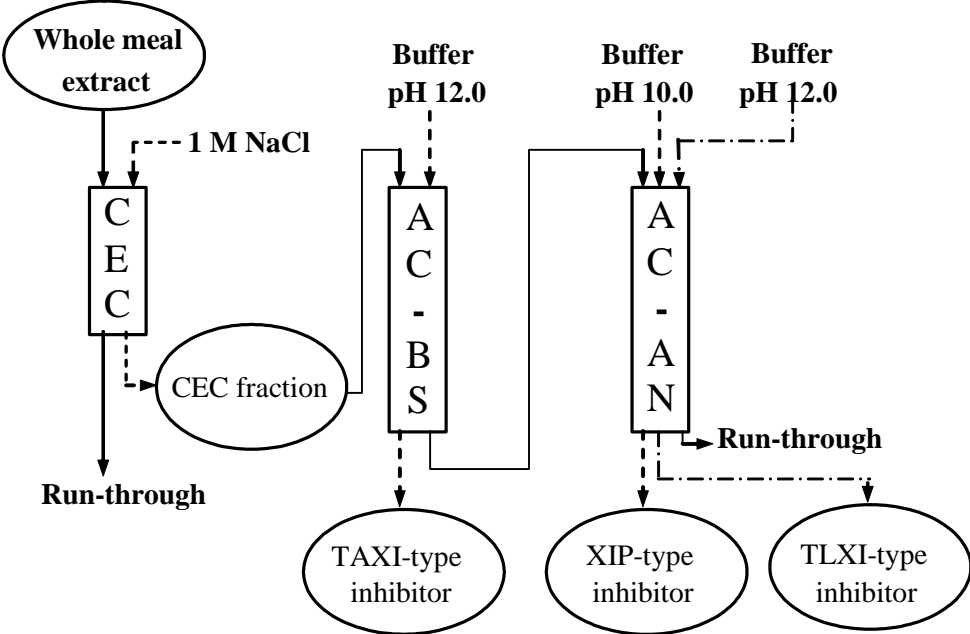 Whole meal
extract
Buffer
pH 12.0
Buffer
pH 10.0
Buffer
pH 12.0
1 M NaCl
C
E
C
A
C
-
B
S
A
C
-
A
N
CEC fraction
Run-through
Run-through
TAXI-type
inhibitor
XIP-type
inhibitor
TLXI-type
inhibitor